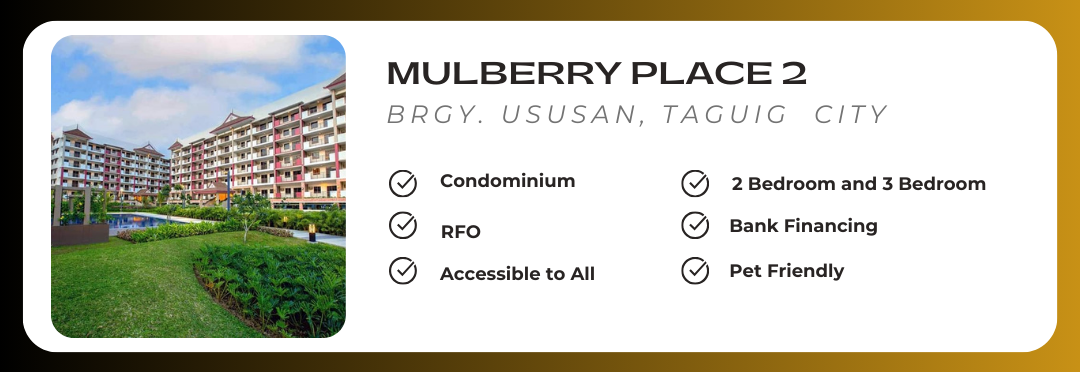 MULBERRY PLACE 2
BRGY. USUSAN, TAGUIG CITY
Condominium
RFO
Accessible to All
2 Bedroom and 3 Bedroom
Bank Financing
Pet Friendly